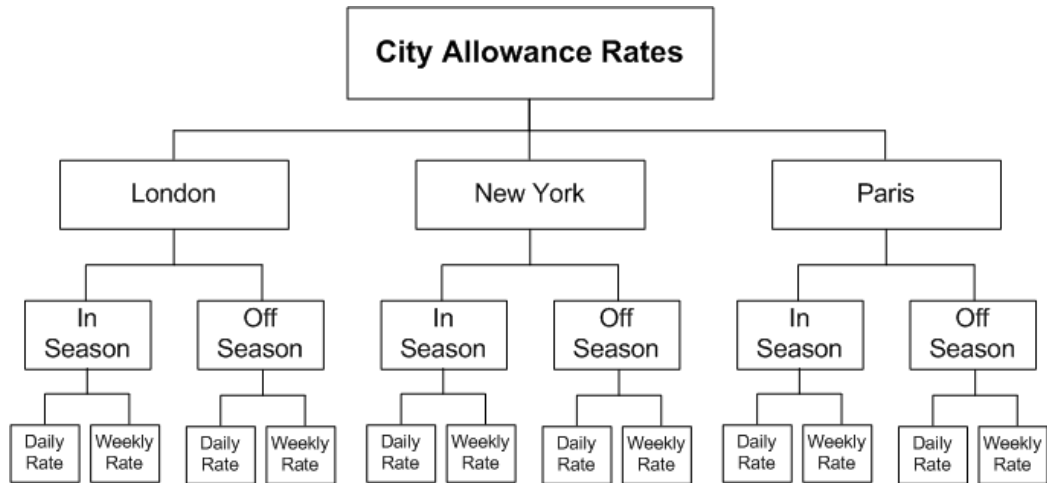 City Allowance Rates
London
New York
Paris
In
Season
Off
Season
In
Season
Off
Season
In
Season
Off
Season
Daily
Rate
Weekly
Rate
Daily
Rate
Weekly
Rate
Daily
Rate
Weekly
Rate
Daily
Rate
Weekly
Rate
Daily
Rate
Weekly
Rate
Daily
Rate
Weekly
Rate